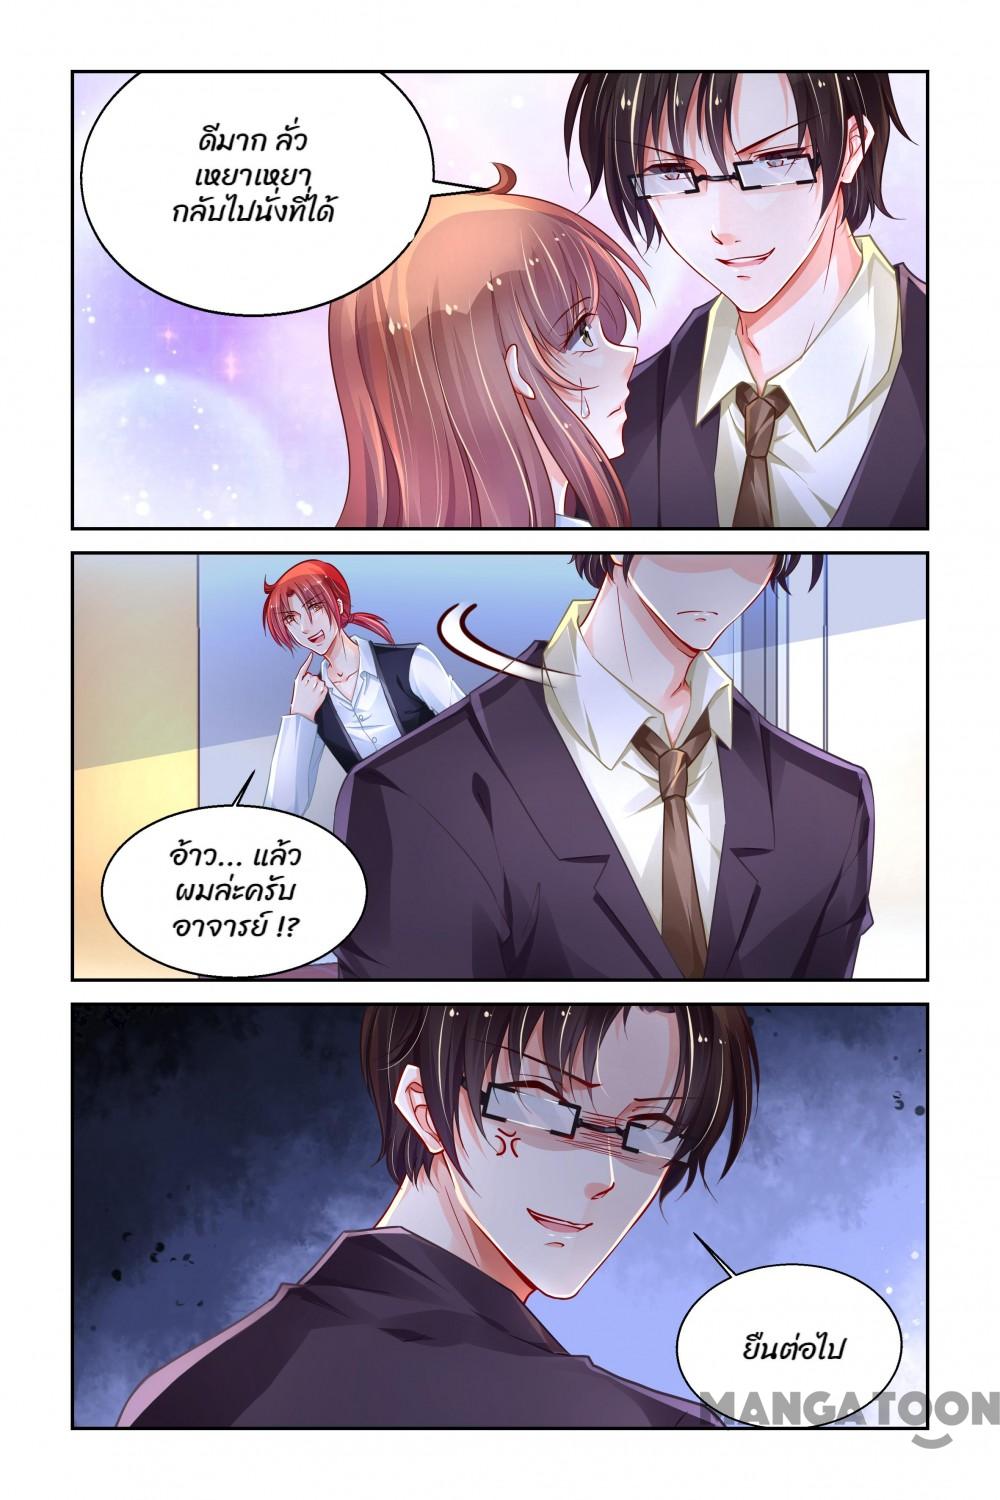 ดีมาก ลั่ว
เหยาเหยา
กลับไปนั่งที่ได้
อ้าว... แล้ว
ผมล่ะครับ
อาจารย์ !?
ยืนต่อไป
MANGATOON